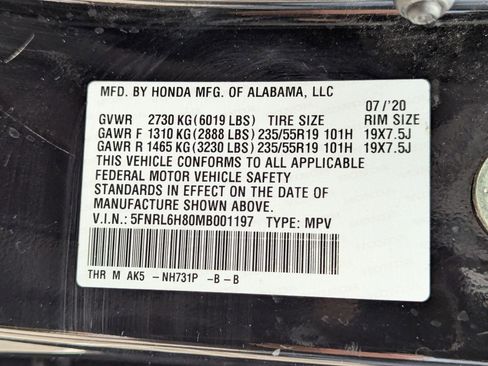 MFD. BY HONDA MFG. OF ALABAMA, LLC
07 /'20
GVWR 2730 KG (6019 LBS) TIRE SIZE RIM SIZE
GAWR F 1310 KG (2888 LBS) 235/55R19 101H 19X7.5J
GAWR R 1465 KG (3230 LBS) 235/55R19 101H 19X7.5J
THIS VEHICLE CONFORMS TO ALL APPLICABLE
FEDERAL MOTOR VEHICLE SAFETY
STANDARDS IN EFFECT ON THE DATE OF
MANUFACTURE SHOWN ABOVE.
V.I.N.: 5FNRL6H80MB001197 TYPE: MPV
THR M AK5 - NH731P - B - B